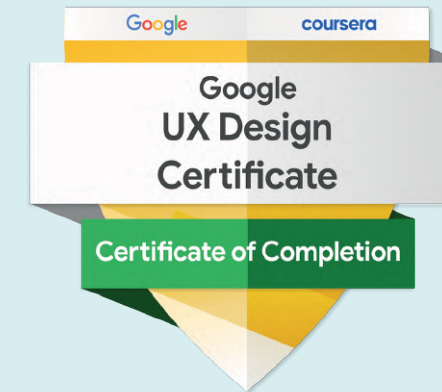 Google coursera
Google
UX Design
Certificate
Certificate of Completion